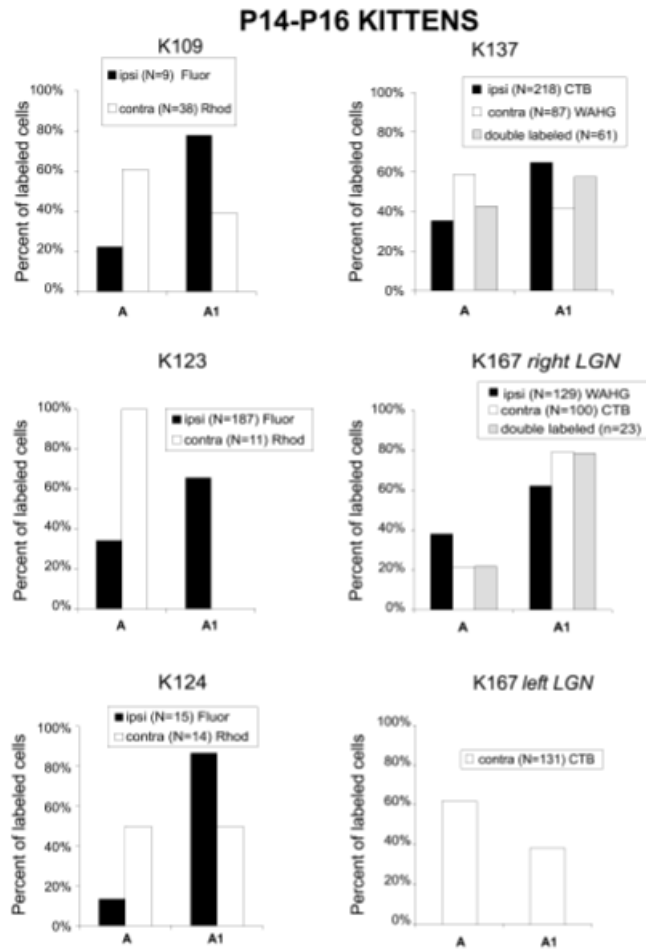 P14-P16 KITTENS
K109
Percent of labeled cells
100%
80%
60%
40%
20%
0%
ipsi (N=9) Fluor
contra (N=38) Rhod
A A1
K137
Percent of labeled cells
100%
80%
60%
40%
20%
0%
ipsi (N=218) CTB
contra (N=87) WAHG
double labeled (N=61)
A A1
K123
Percent of labeled cells
100%
80%
60%
40%
20%
0%
ipsi (N=187) Fluor
contra (N=11) Rhod
A A1
K167 right LGN
Percent of labeled cells
100%
80%
60%
40%
20%
0%
ipsi (N=129) WAHG
contra (N=100) CTB
double labeled (n=23)
A A1
K124
Percent of labeled cells
100%
80%
60%
40%
20%
0%
ipsi (N=15) Fluor
contra (N=14) Rhod
A A1
K167 left LGN
Percent of labeled cells
100%
80%
60%
40%
20%
0%
contra (N=131) CTB
A A1